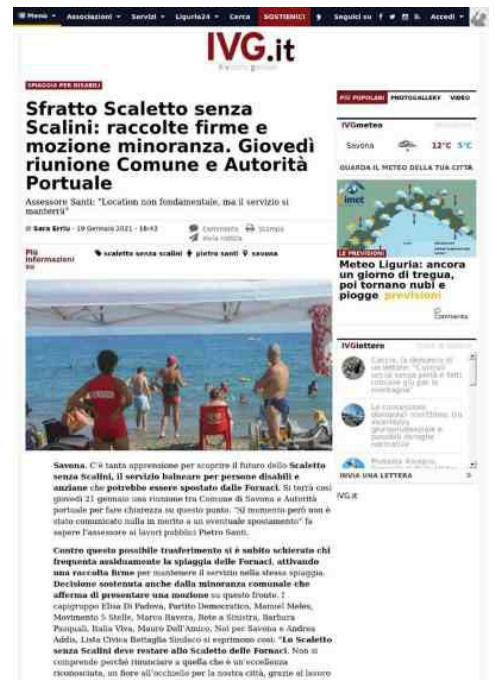 Menu Associazioni Servizi Liguria24 Cerca SOSTIENICI Seguici su Accedi
IVG.it
SPIAGGIA PER DISABILI
Sfratto Scaletto senza
Scalini: raccolte firme e
mozione minoranza. Giovedì
riunione Comune e Autorità
Portuale
Assessore Santi: "Location non fondamentale, ma il servizio si
manterrà"
di Sara Erriu - 19 Gennaio 2021 - 18:43
Commenta Stampa
Invia notizia
Più
informazioni
su
scaletto senza scalini pietro santi savona
Savona. C'è tanta apprensione per scoprire il futuro dello Scaletto
senza Scalini, il servizio balneare per persone disabili e
anziane che potrebbe essere spostato dalle Fornaci. Si terrà così
giovedì 21 gennaio una riunione tra Comune di Savona e Autorità
portuale per fare chiarezza su questo punto. "Al momento però non è
stato comunicato nulla in merito a un eventuale spostamento" fa
sapere l'assessore ai lavori pubblici Pietro Santi.
Contro questo possibile trasferimento si è subito schierato chi
frequenta assiduamente la spiaggia delle Fornaci, attivando
una raccolta firme per mantenere il servizio nella stessa spiaggia.
Decisione sostenuta anche dalla minoranza comunale che
afferma di presentare una mozione su questo fronte. I
capigruppo Elisa Di Padova, Partito Democratico, Manuel Meles,
Movimento 5 Stelle, Marco Ravera, Rete a Sinistra, Barbara
Pasquali, Italia Viva, Mauro Dell'Amico, Noi per Savona e Andrea
Addis, Lista Civica Battaglia Sindaco si esprimono così: "Lo Scaletto
senza Scalini deve restare allo Scaletto delle Fornaci. Non si
comprende perché rinunciare a quella che è un'eccellenza
riconosciuta, un fiore all'occhiello per la nostra città, grazie al lavoro
PIÙ POPOLARI PHOTOGALLERY VIDEO
IVGmeteo
Savona 12°C 5°C
GUARDA IL METEO DELLA TUA CITTÀ
limet
LE PREVISIONI
Meteo Liguria: ancora
un giorno di tregua,
poi tornano nubi e
piogge previsioni
Commenta
IVGlettere
INVIA UNA LETTERA
IVG.it